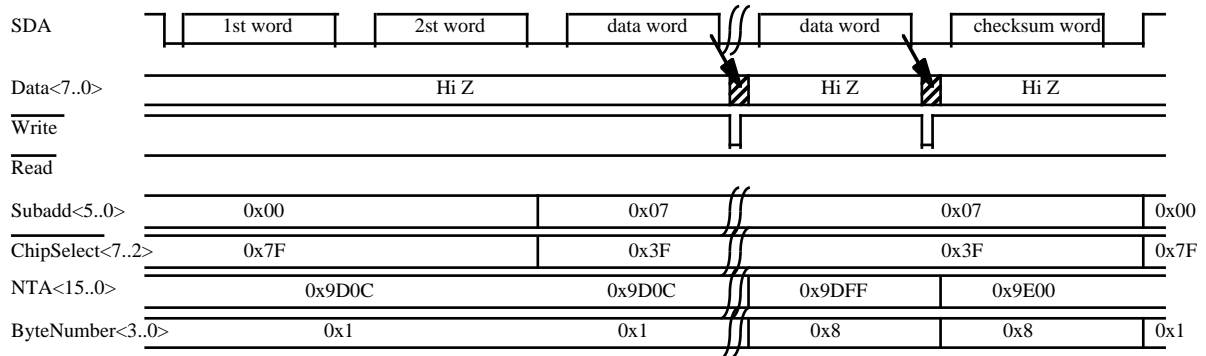 SDA 1st word 2st word data word data word checksum word
Data<7..0> Hi Z Hi Z Hi Z
Write
Read
Subadd<5..0> 0x00 0x07 0x07 0x00
ChipSelect<7..2> 0x7F 0x3F 0x3F 0x7F
NTA<15..0> 0x9D0C 0x9D0C 0x9DFF 0x9E00
ByteNumber<3..0> 0x1 0x1 0x8 0x8 0x1